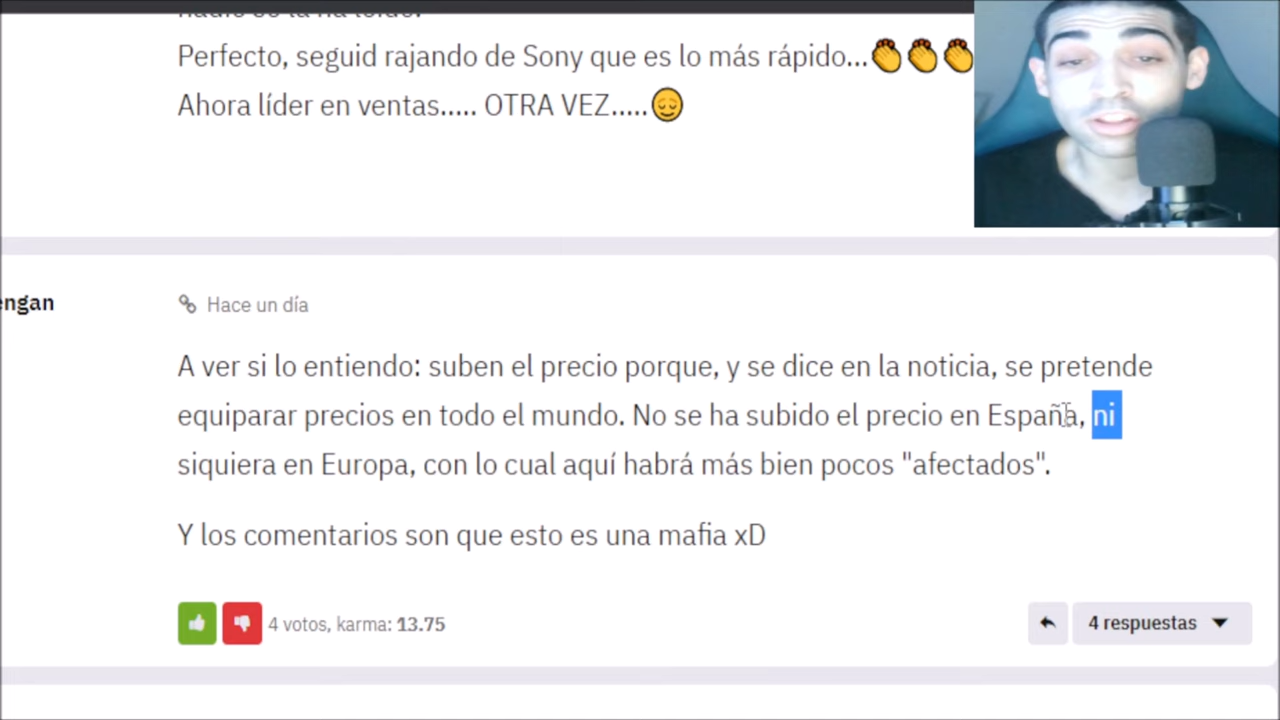 Perfecto, seguid rajando de Sony que es lo más rápido...👏👏👏
Ahora líder en ventas..... OTRA VEZ.....😌
engan
Hace un día
A ver si lo entiendo: suben el precio porque, y se dice en la noticia, se pretende
equiparar precios en todo el mundo. No se ha subido el precio en España, ni
siquiera en Europa, con lo cual aquí habrá más bien pocos "afectados".
Y los comentarios son que esto es una mafia xD
4 votos, karma: 13.75
4 respuestas